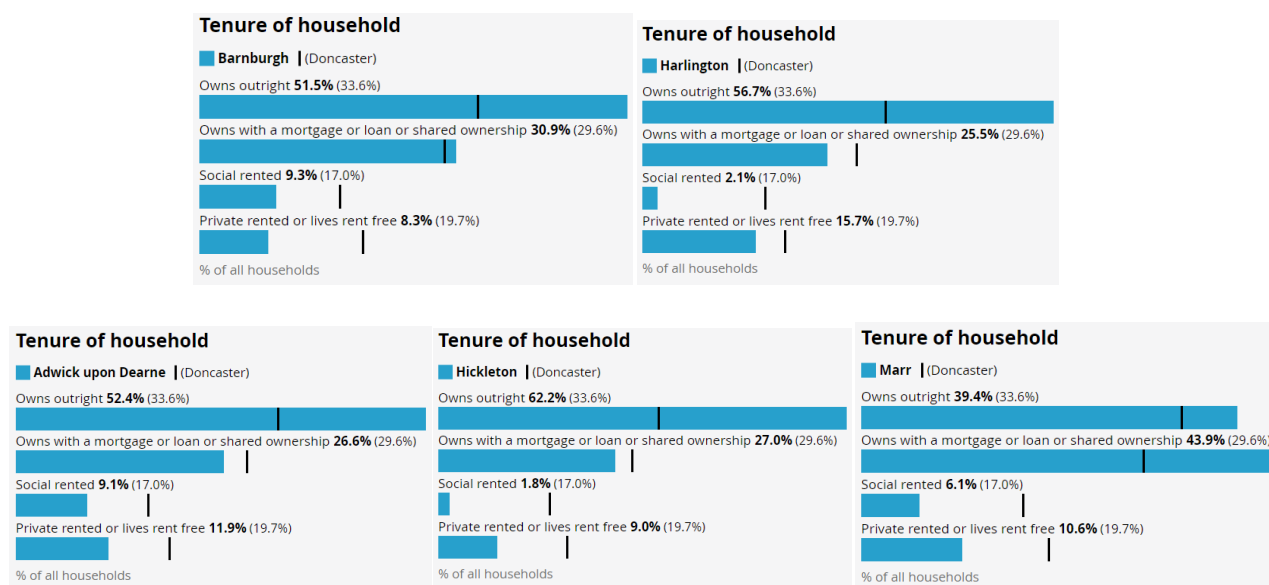 Tenure of household
Barnburgh (Doncaster)
Owns outright 51.5% (33.6%)
Owns with a mortgage or loan or shared ownership 30.9% (29.6%)
Social rented 9.3% (17.0%)
Private rented or lives rent free 8.3% (19.7%)
% of all households
Tenure of household
Harlington (Doncaster)
Owns outright 56.7% (33.6%)
Owns with a mortgage or loan or shared ownership 25.5% (29.6%)
Social rented 2.1% (17.0%)
Private rented or lives rent free 15.7% (19.7%)
% of all households
Tenure of household
Adwick upon Dearne (Doncaster)
Owns outright 52.4% (33.6%)
Owns with a mortgage or loan or shared ownership 26.6% (29.6%)
Social rented 9.1% (17.0%)
Private rented or lives rent free 11.9% (19.7%)
% of all households
Tenure of household
Hickleton (Doncaster)
Owns outright 62.2% (33.6%)
Owns with a mortgage or loan or shared ownership 27.0% (29.6%)
Social rented 1.8% (17.0%)
Private rented or lives rent free 9.0% (19.7%)
% of all households
Tenure of household
Marr (Doncaster)
Owns outright 39.4% (33.6%)
Owns with a mortgage or loan or shared ownership 43.9% (29.6%)
Social rented 6.1% (17.0%)
Private rented or lives rent free 10.6% (19.7%)
% of all households